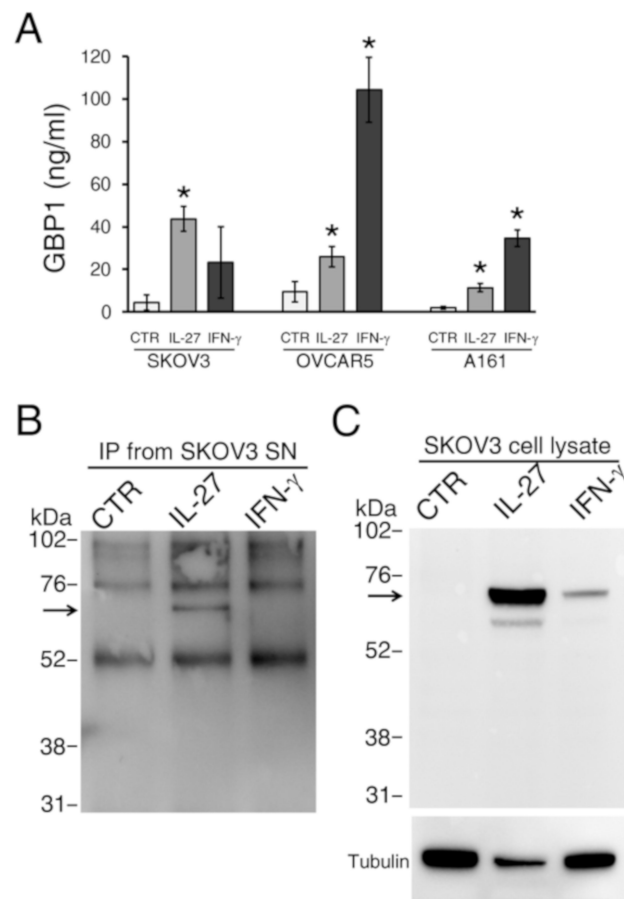 A
GBP1 (ng/ml)
120
100
80
60
40
20
0
*
*
*
*
*
CTR IL-27 IFN-γ CTR IL-27 IFN-γ CTR IL-27 IFN-γ
SKOV3 OVCAR5 A161
B
IP from SKOV3 SN
kDa CTR IL-27 IFN-γ
102–
76–
→
52–
38–
31–
C
SKOV3 cell lysate
kDa CTR IL-27 IFN-γ
102–
76–
→
52–
38–
31–
Tubulin